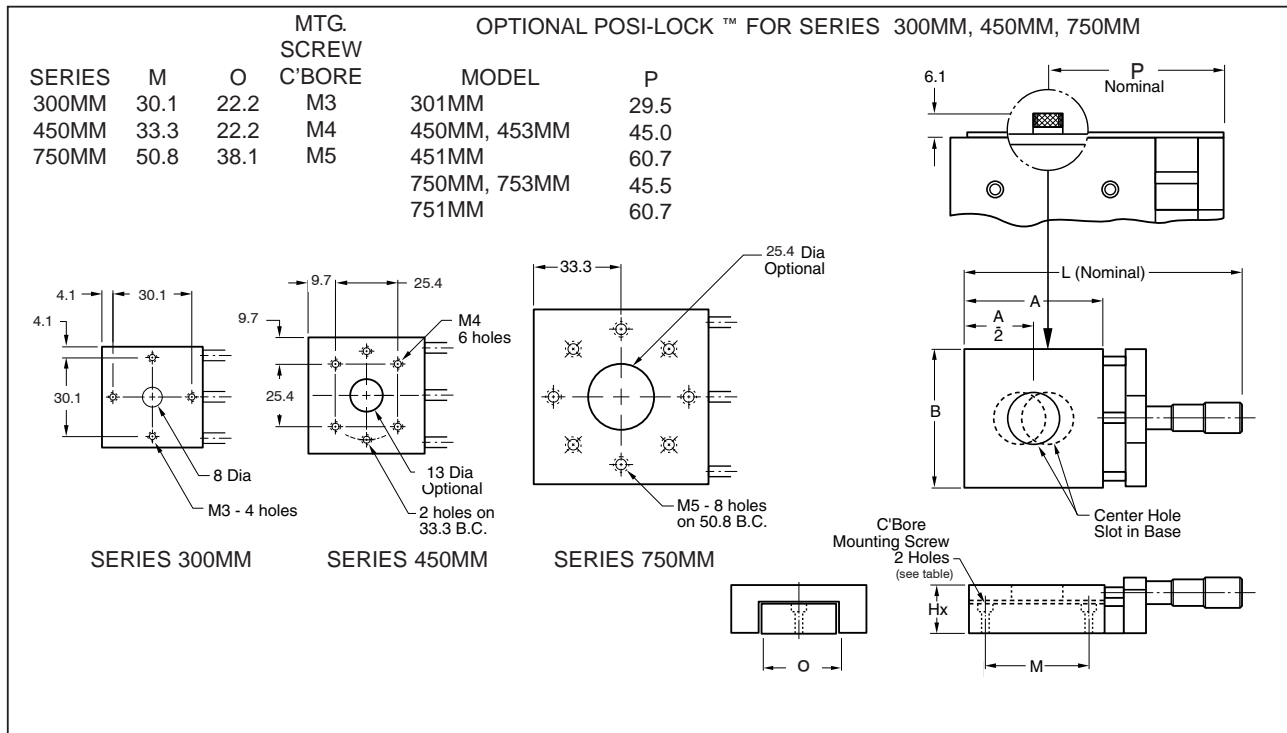 OPTIONAL POSI-LOCK ™ FOR SERIES 300MM, 450MM, 750MM
MTG.
SCREW
SERIES M O C'BORE
300MM 30.1 22.2 M3
450MM 33.3 22.2 M4
750MM 50.8 38.1 M5
MODEL P
301MM 29.5
450MM, 453MM 45.0
451MM 60.7
750MM, 753MM 45.5
751MM 60.7
6.1
P
Nominal
4.1
30.1
4.1
30.1
8 Dia
M3 - 4 holes
SERIES 300MM
9.7
25.4
9.7
25.4
M4
6 holes
13 Dia
Optional
2 holes on
33.3 B.C.
SERIES 450MM
33.3
25.4 Dia
Optional
M5 - 8 holes
on 50.8 B.C.
SERIES 750MM
L (Nominal)
A
A
2
B
Center Hole
Slot in Base
C'Bore
Mounting Screw
2 Holes
(see table)
Hx
O
M